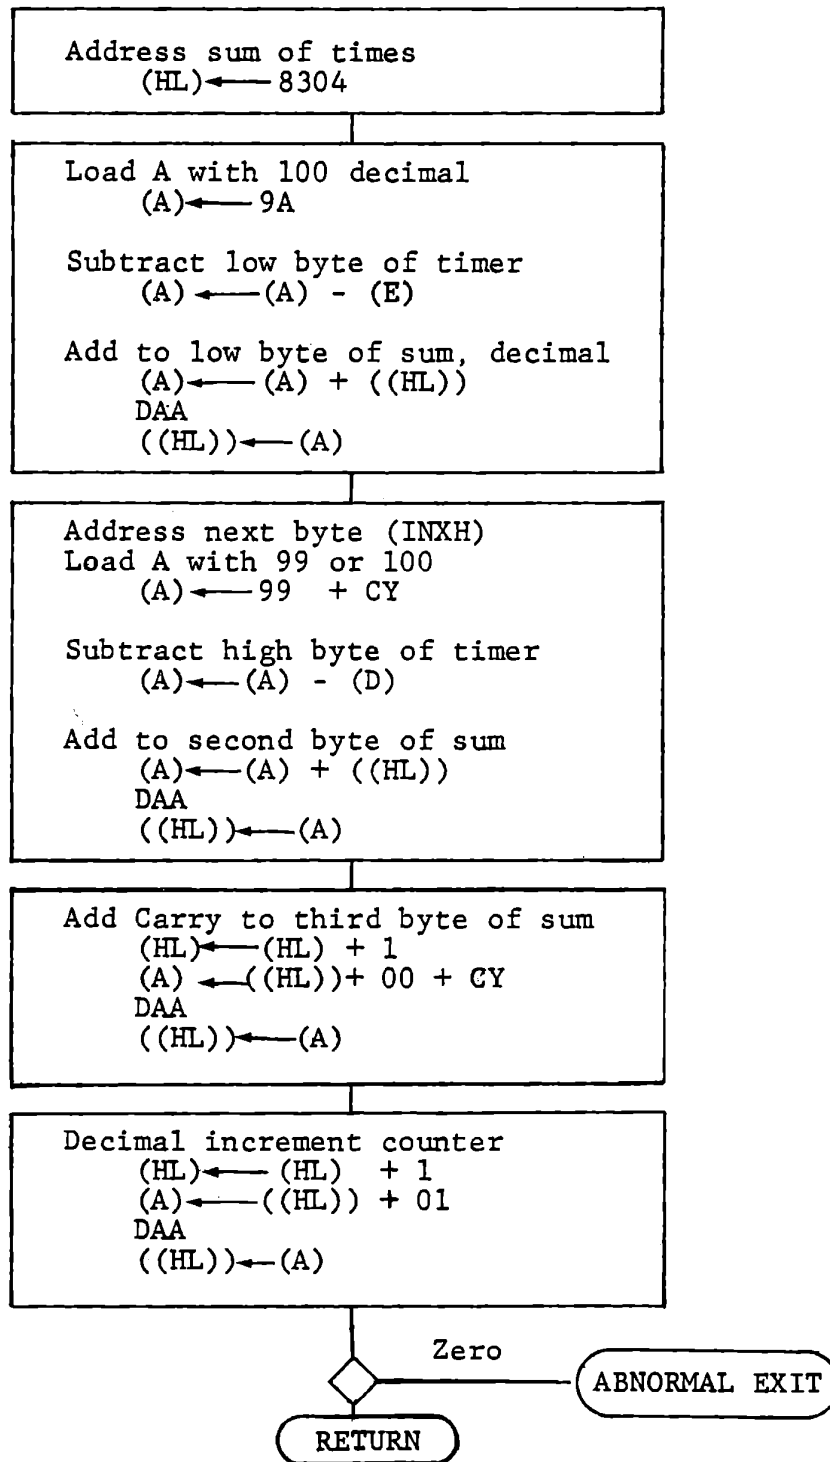 Address sum of times
(HL)← 8304
Load A with 100 decimal
(A)← 9A
Subtract low byte of timer
(A) ←(A) - (E)
Add to low byte of sum, decimal
(A)←(A) + ((HL))
DAA
((HL))←(A)
Address next byte (INXH)
Load A with 99 or 100
(A)←99 + CY
Subtract high byte of timer
(A)←(A) - (D)
Add to second byte of sum
(A)←(A) + ((HL))
DAA
((HL))←(A)
Add Carry to third byte of sum
(HL)←(HL) + 1
(A) ←((HL))+ 00 + CY
DAA
((HL))←(A)
Decimal increment counter
(HL)← (HL) + 1
(A)←((HL)) + 01
DAA
((HL))←(A)
Zero
ABNORMAL EXIT
RETURN